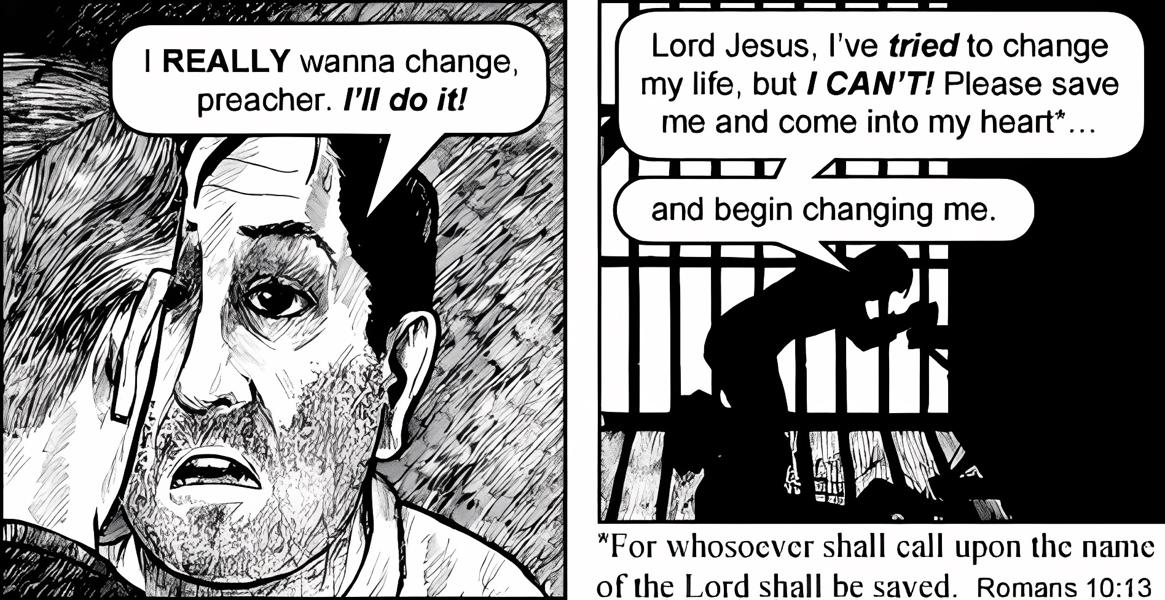 I REALLY wanna change,
preacher. I'll do it!
Lord Jesus, I've tried to change
my life, but I CAN'T! Please save
me and come into my heart*...
and begin changing me.
*For whosoever shall call upon the name
of the Lord shall be saved. Romans 10:13